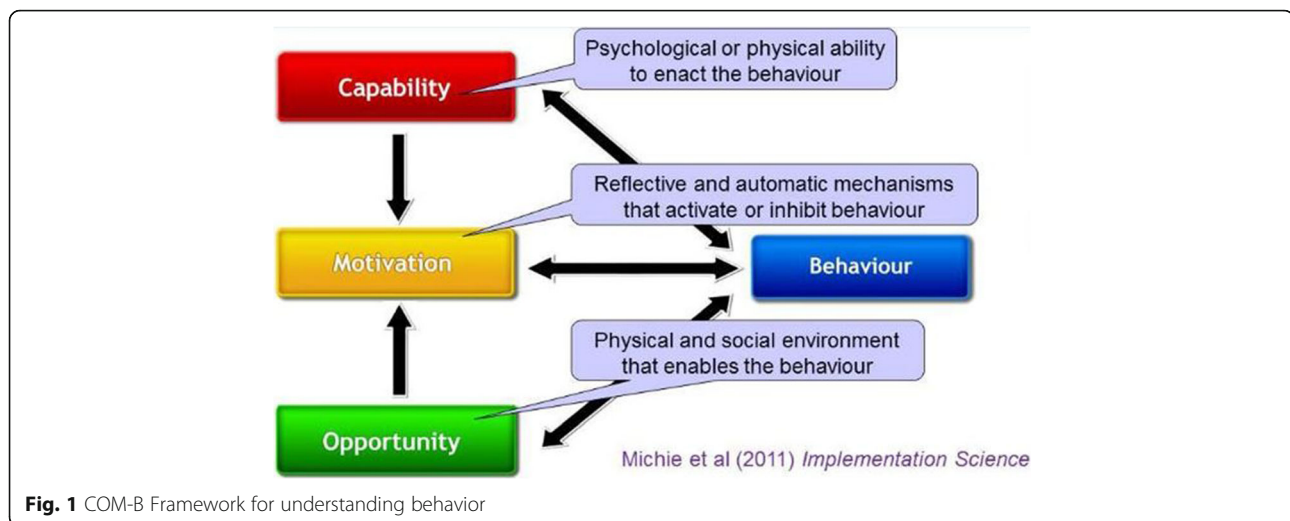 Psychological or physical ability
to enact the behaviour
Capability
Reflective and automatic mechanisms
that activate or inhibit behaviour
Motivation
Behaviour
Physical and social environment
that enables the behaviour
Opportunity
Michie et al (2011) Implementation Science
Fig. 1 COM-B Framework for understanding behavior